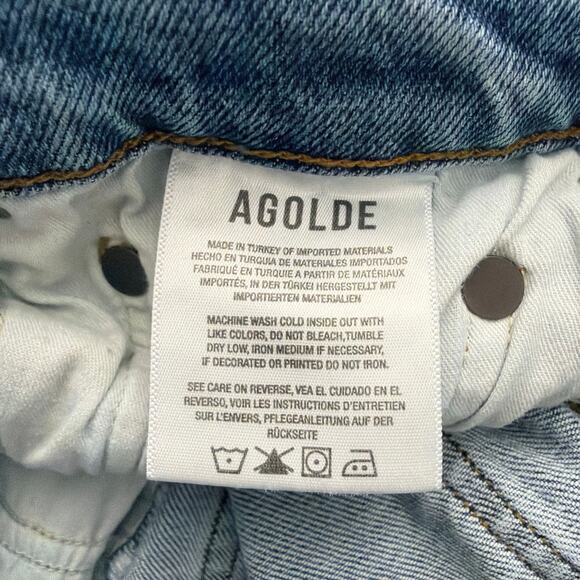 AGOLDE
MADE IN TURKEY OF IMPORTED MATERIALS
HECHO EN TURQUIA DE MATERIALES IMPORTADOS
FABRIQUÉ EN TURQUIE A PARTIR DE MATÉRIAUX
IMPORTÉS, IN DER TÜRKEI HERGESTELLT MIT
IMPORTIERTEN MATERIALIEN
MACHINE WASH COLD INSIDE OUT WITH
LIKE COLORS, DO NOT BLEACH,TUMBLE
DRY LOW, IRON MEDIUM IF NECESSARY,
IF DECORATED OR PRINTED DO NOT IRON.
SEE CARE ON REVERSE, VEA EL CUIDADO EN EL
REVERSO, VOIR LES INSTRUCTIONS D'ENTRETIEN
SUR L'ENVERS, PFLEGEANLEITUNG AUF DER
RÜCKSEITE